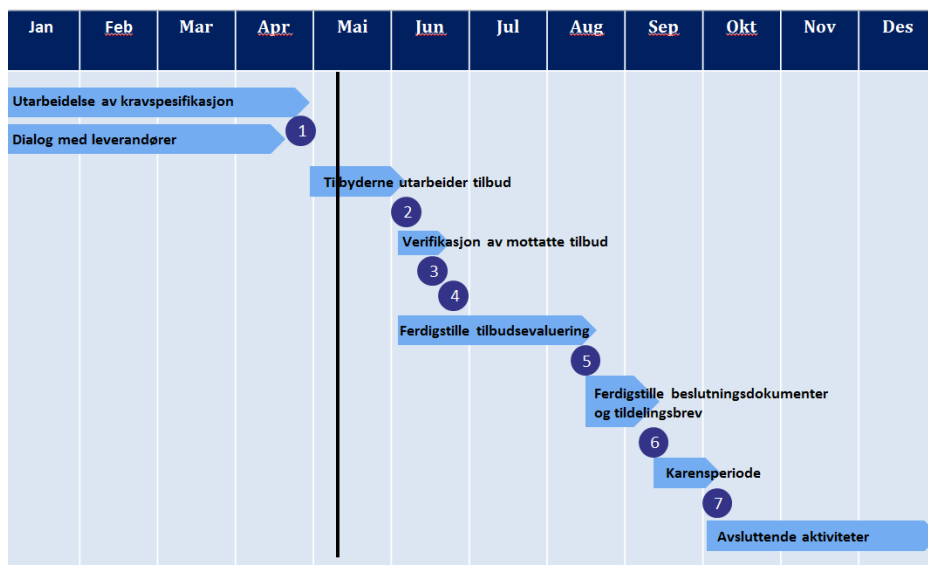 Jan Feb Mar Apr Mai Jun Jul Aug Sep Okt Nov Des
Utarbeidelse av kravspesifikasjon
1
Dialog med leverandører
Tilbyderne utarbeider tilbud
2
Verifikasjon av mottatte tilbud
3
4
Ferdigstille tilbudsevaluering
5
Ferdigstille beslutningsdokumenter
og tildelingsbrev
6
Karensperiode
7
Avsluttende aktiviteter